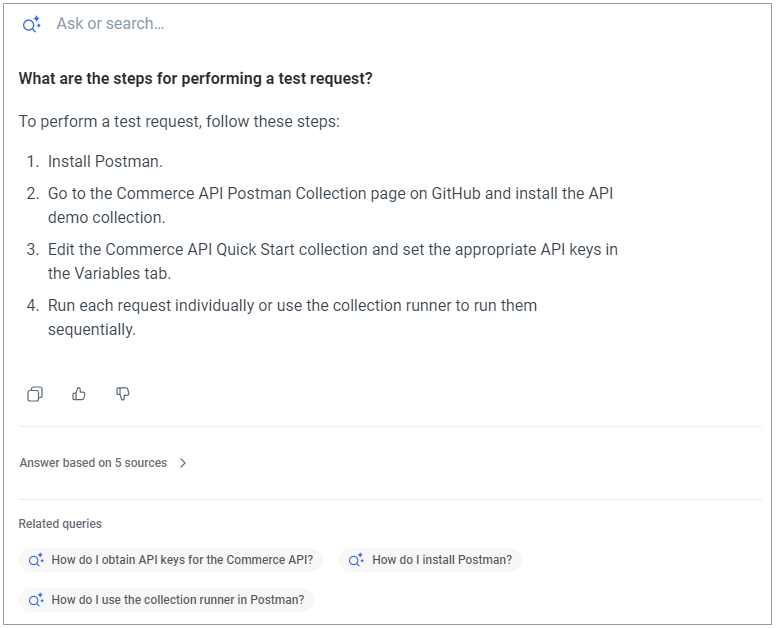 Ask or search...
What are the steps for performing a test request?
To perform a test request, follow these steps:
1. Install Postman.
2. Go to the Commerce API Postman Collection page on GitHub and install the API
demo collection.
3. Edit the Commerce API Quick Start collection and set the appropriate API keys in
the Variables tab.
4. Run each request individually or use the collection runner to run them
sequentially.
Answer based on 5 sources
Related queries
How do I obtain API keys for the Commerce API?
How do I install Postman?
How do I use the collection runner in Postman?